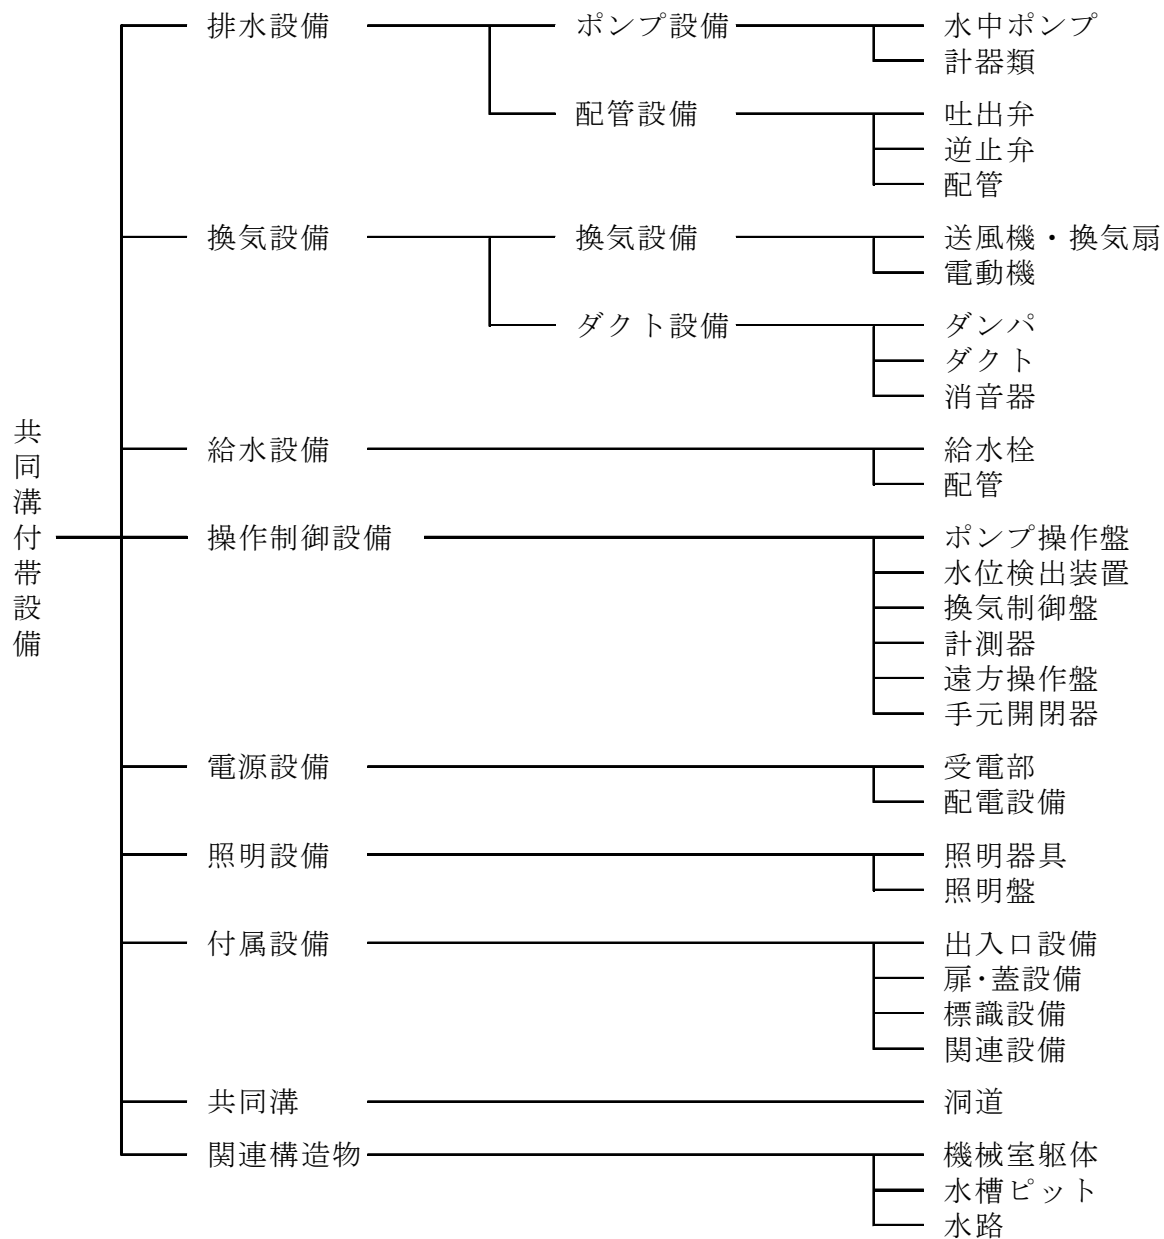 共同溝付帯設備
排水設備 ポンプ設備 水中ポンプ
計器類
配管設備 吐出弁
逆止弁
配管
換気設備 換気設備 送風機・換気扇
電動機
ダクト設備 ダンパ
ダクト
消音器
給水設備 給水栓
配管
操作制御設備 ポンプ操作盤
水位検出装置
換気制御盤
計測器
遠方操作盤
手元開閉器
電源設備 受電部
配電設備
照明設備 照明器具
照明盤
付属設備 出入口設備
扉・蓋設備
標識設備
関連設備
共同溝 洞道
関連構造物 機械室躯体
水槽ピット
水路